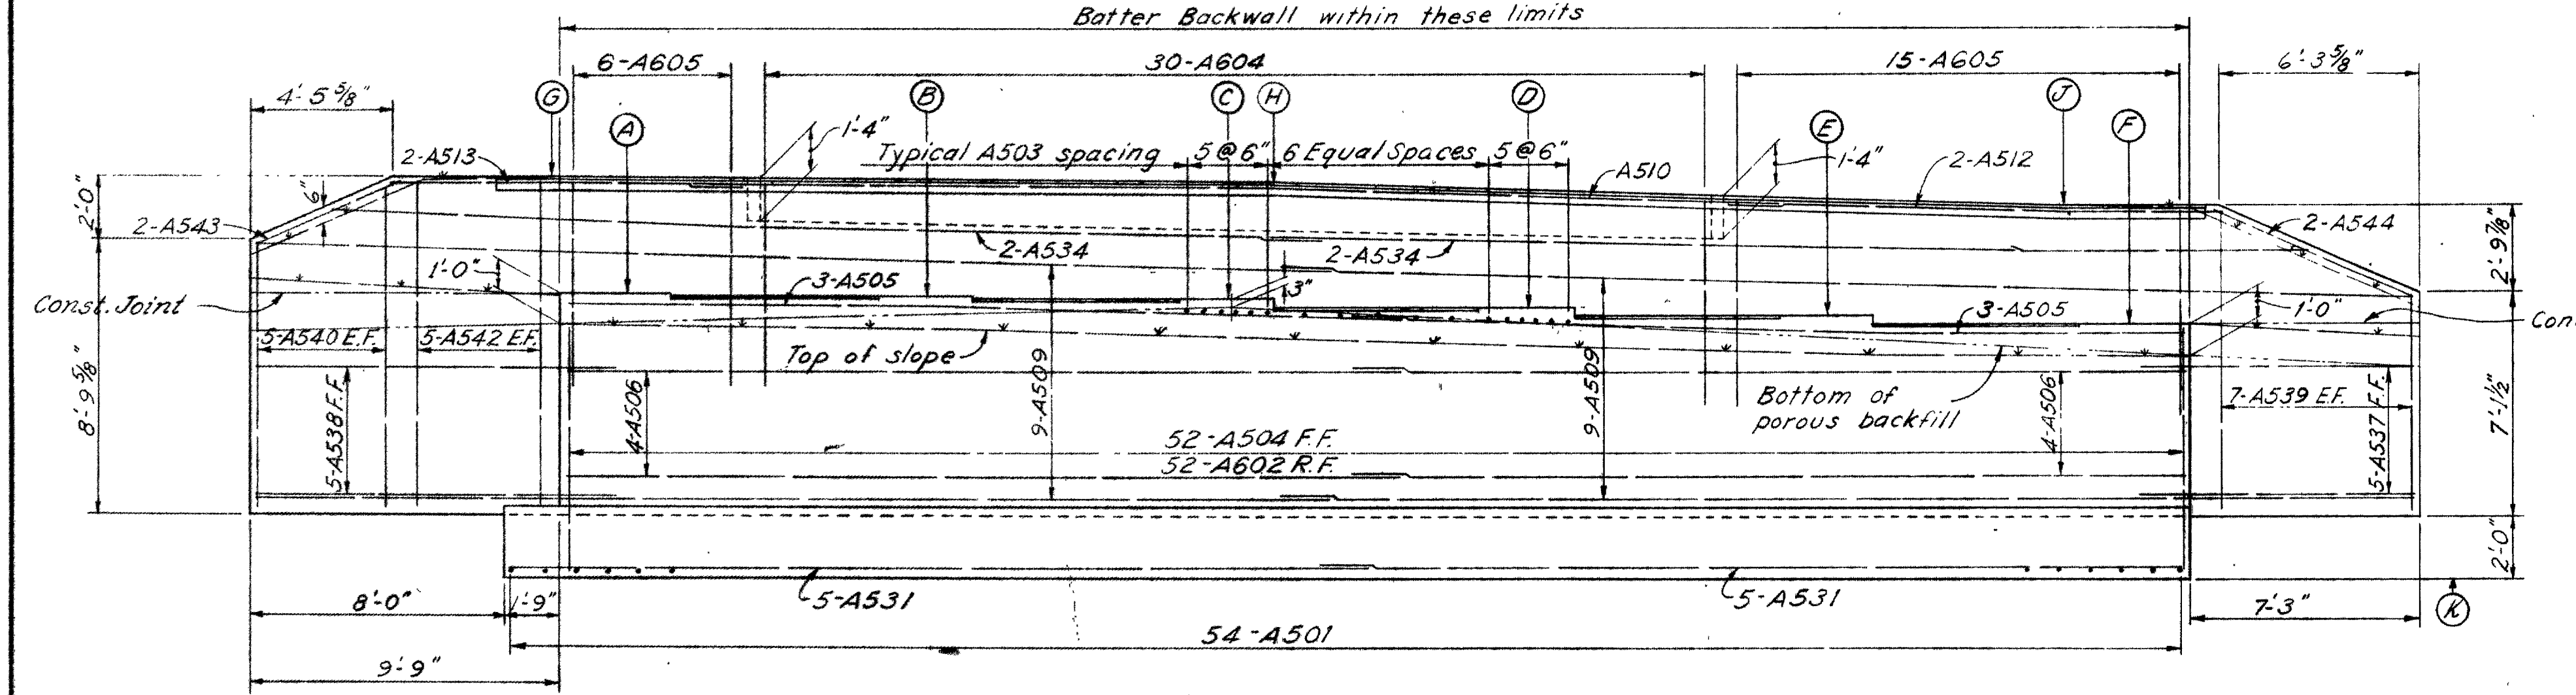 Batter Backwall within these limits
6-A605
30-A604
15-A605
6'-3 5/8"
4'-5 5/8"
G
B
C
H
D
J
A
E
F
1'-4"
2-A513
Typical A503 spacing
5@6"
6 Equal Spaces
5@6"
A510
1'-4"
2-A512
2'-0"
6"
2-A543
2-A534
2-A534
2-A544
2'-9 7/8"
1'-0"
Const. Joint
3-A505
3"
3-A505
1'-0"
Con
5-A540 E.F.
5-A542 E.F.
Top of slope
8'-9 5/8"
5-A538 F.F.
4-A506
9-A509
9-A509
Bottom of
porous backfill
4-A506
7-A539 E.F.
5-A537 F.F.
7'-1 1/2"
52-A504 F.F.
52-A602 R.F.
2'-0"
8'-0"
1'-9"
5-A531
5-A531
7'-3"
K
54-A501
9'-9"